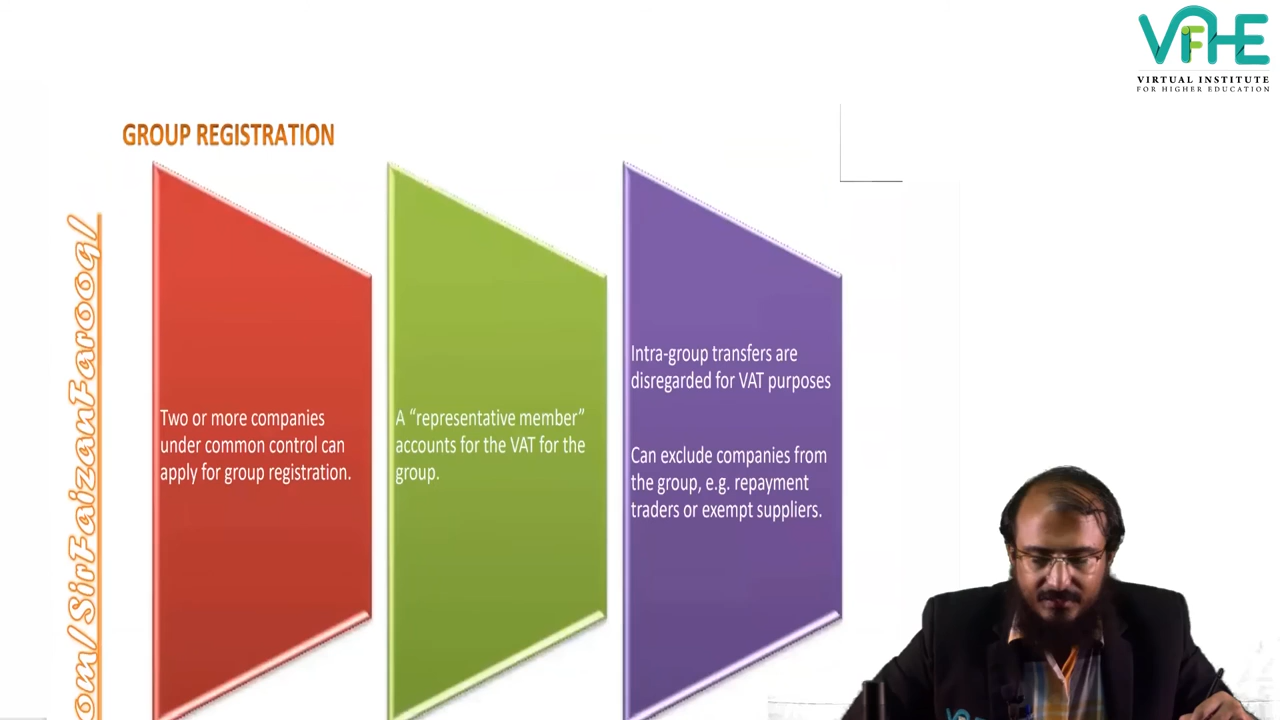 VIFHE
VIRTUAL INSTITUTE
FOR HIGHER EDUCATION
GROUP REGISTRATION
om/SirFaizanFarooq/
Two or more companies
under common control can
apply for group registration.
A “representative member”
accounts for the VAT for the
group.
Intra-group transfers are
disregarded for VAT purposes
Can exclude companies from
the group, e.g. repayment
traders or exempt suppliers.